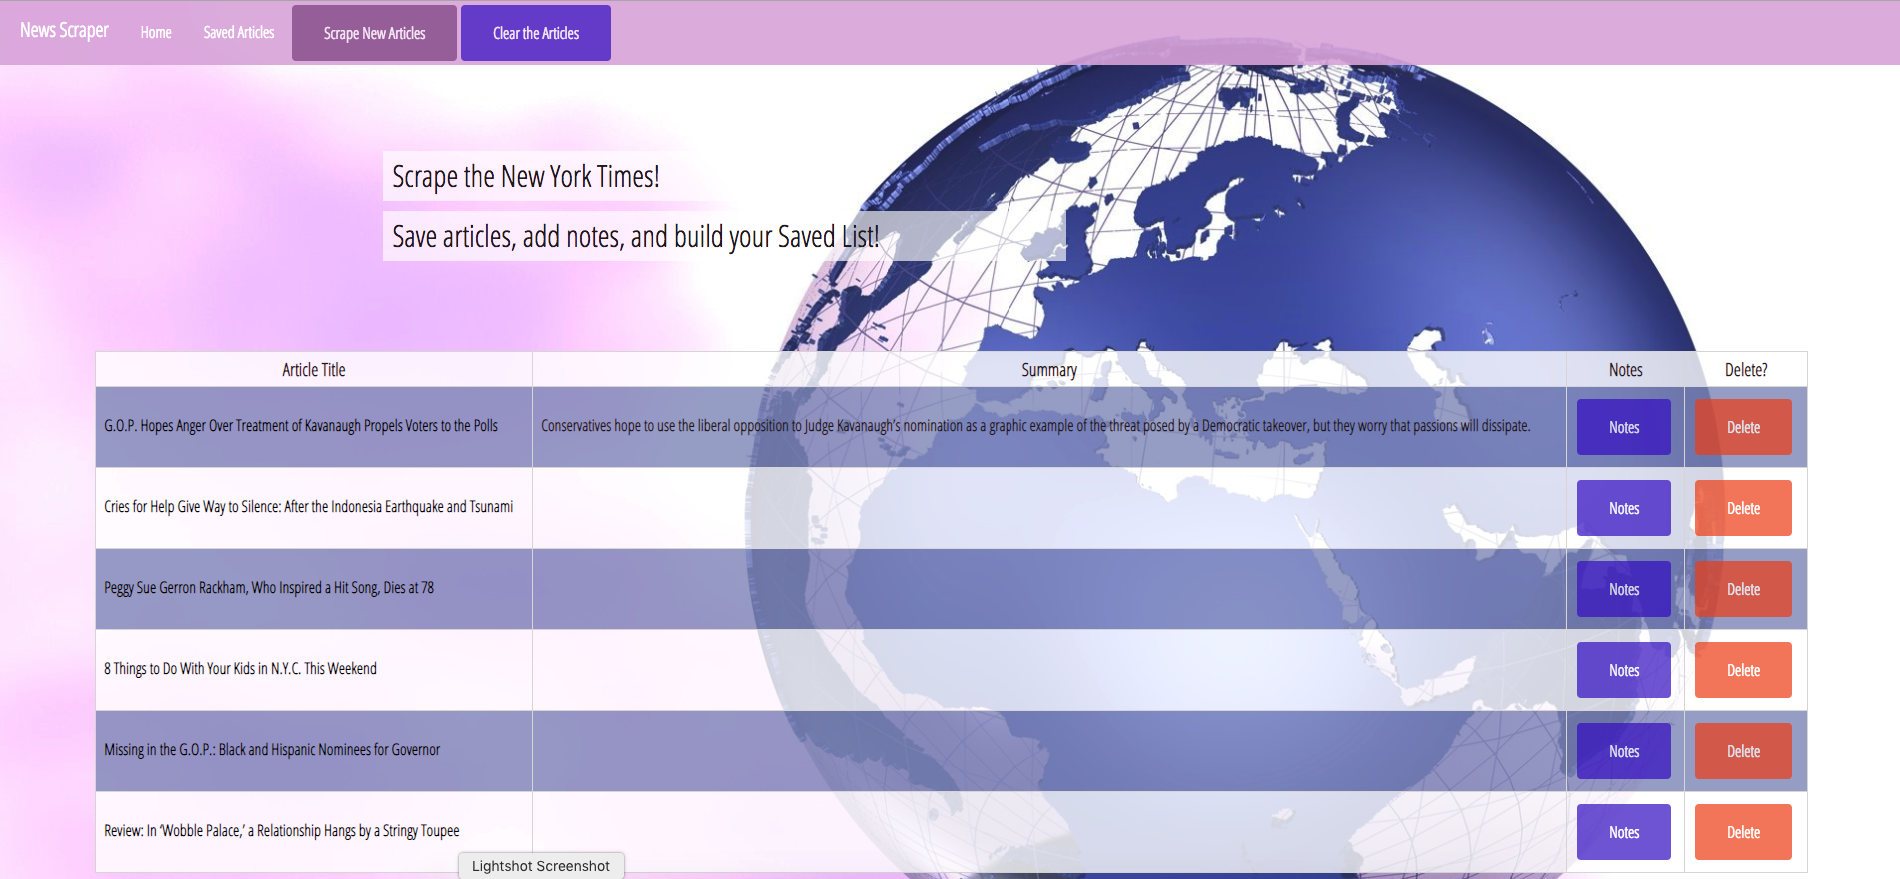 News Scraper Home Saved Articles Scrape New Articles Clear the Articles
Scrape the New York Times!
Save articles, add notes, and build your Saved List!
Article Title Summary Notes Delete?
G.O.P. Hopes Anger Over Treatment of Kavanaugh Propels Voters to the Polls Conservatives hope to use the liberal opposition to Judge Kavanaugh’s nomination as a graphic example of the threat posed by a Democratic takeover, but they worry that passions will dissipate. Notes Delete
Cries for Help Give Way to Silence: After the Indonesia Earthquake and Tsunami Notes Delete
Peggy Sue Gerron Rackham, Who Inspired a Hit Song, Dies at 78 Notes Delete
8 Things to Do With Your Kids in N.Y.C. This Weekend Notes Delete
Missing in the G.O.P.: Black and Hispanic Nominees for Governor Notes Delete
Review: In ‘Wobble Palace,’ a Relationship Hangs by a Stringy Toupee Notes Delete
Lightshot Screenshot